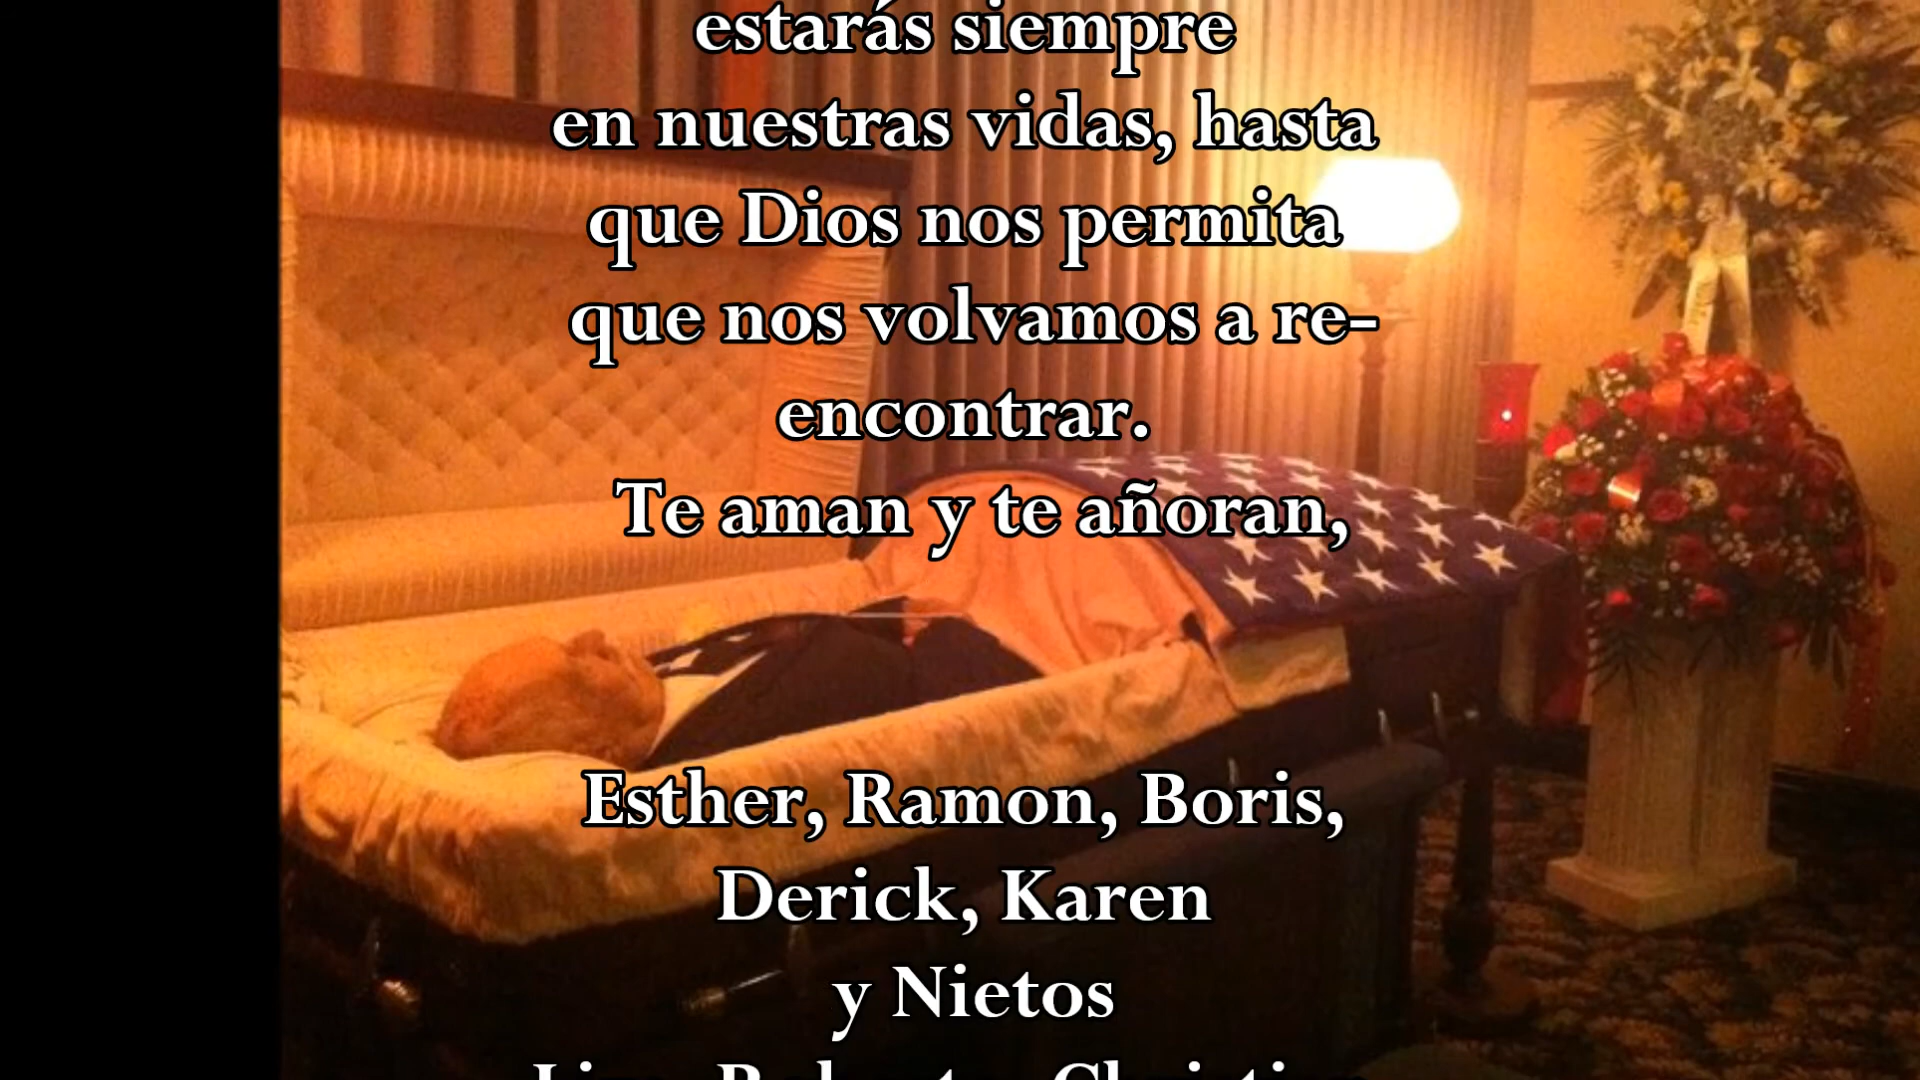 estarás siempre
en nuestras vidas, hasta
que Dios nos permita
que nos volvamos a re-
encontrar.
Te aman y te añoran,
Esther, Ramon, Boris,
Derick, Karen
y Nietos